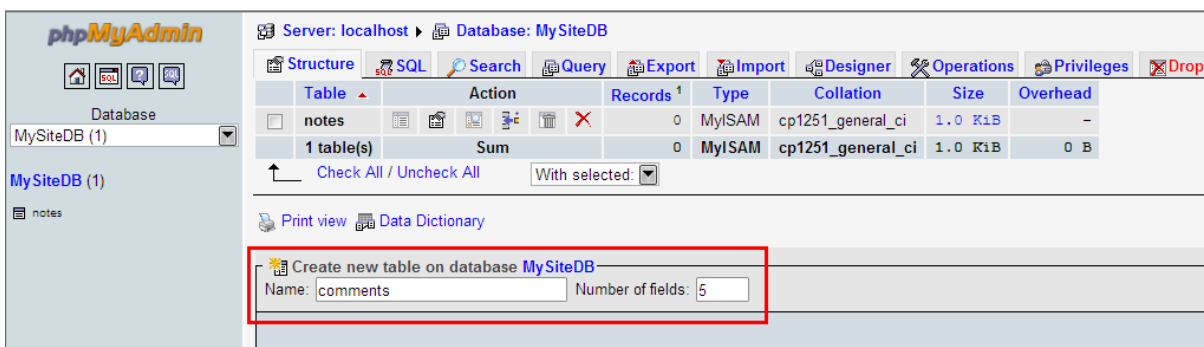 phpMyAdmin
SQL
SQL
Database
MySiteDB (1)
MySiteDB (1)
notes
Server: localhost Database: MySiteDB
Structure SQL Search Query Export Import Designer Operations Privileges Drop
Table Action Records 1 Type Collation Size Overhead
notes 0 MyISAM cp1251_general_ci 1.0 KiB –
1 table(s) Sum 0 MyISAM cp1251_general_ci 1.0 KiB 0 B
Check All / Uncheck All With selected:
Print view Data Dictionary
Create new table on database MySiteDB
Name: comments Number of fields: 5